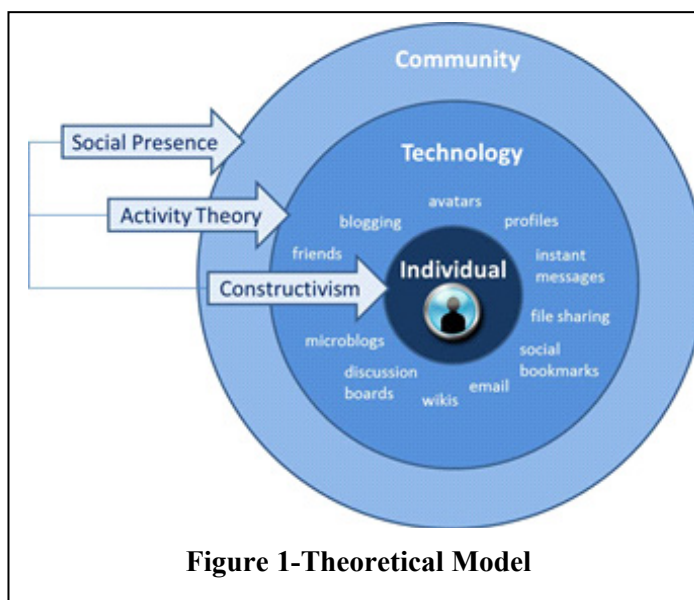 Community
Social Presence
Technology
Activity Theory
avatars
blogging
profiles
friends
Individual
instant
messages
Constructivism
file sharing
microblogs
social
bookmarks
discussion
boards
email
wikis
Figure 1-Theoretical Model